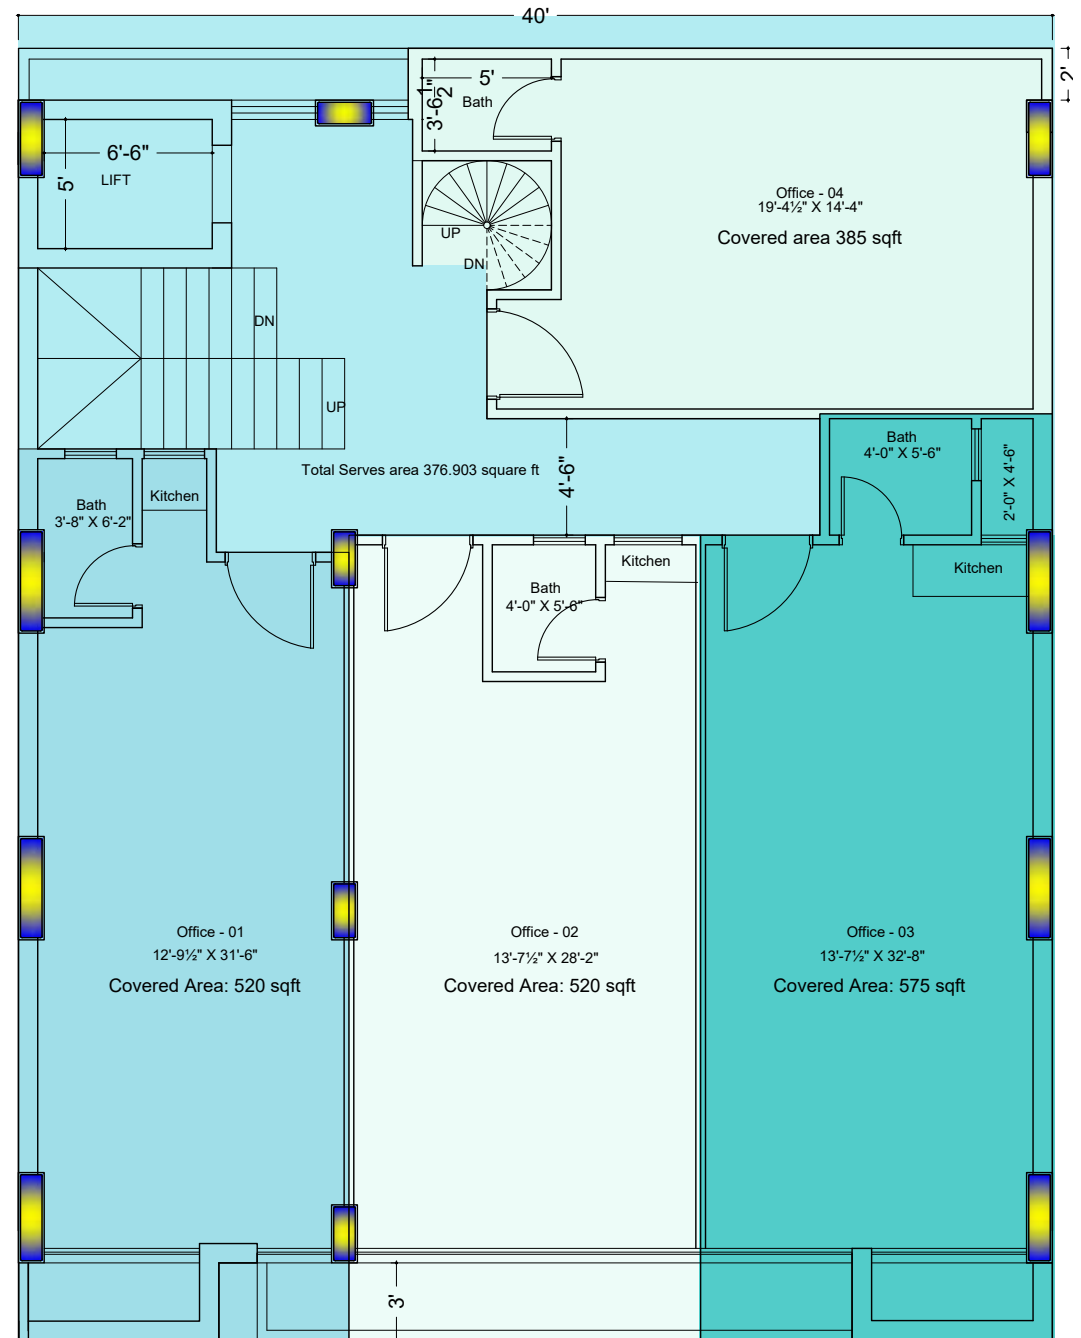 40'
2'
5'
Bath
3'-6½"
6'-6"
5'
LIFT
Office - 04
19'-4½" X 14'-4"
Covered area 385 sqft
UP
DN
DN
UP
Total Serves area 376.903 square ft
4'-6"
Bath
4'-0" X 5'-6"
2'-0" X 4'-6"
Bath
3'-8" X 6'-2"
Kitchen
Kitchen
Bath
4'-0" X 5'-6"
Kitchen
Office - 01
12'-9½" X 31'-6"
Covered Area: 520 sqft
Office - 02
13'-7½" X 28'-2"
Covered Area: 520 sqft
Office - 03
13'-7½" X 32'-8"
Covered Area: 575 sqft
3'